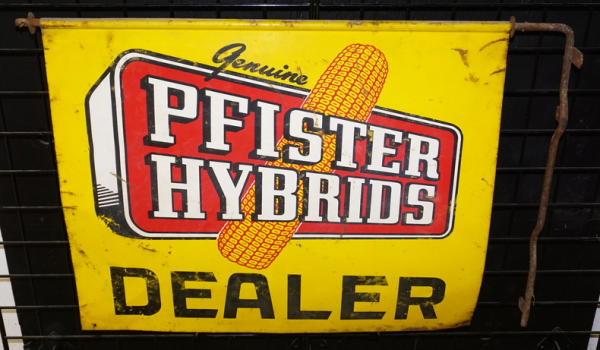 Genuine
PFISTER
HYBRIDS
DEALER